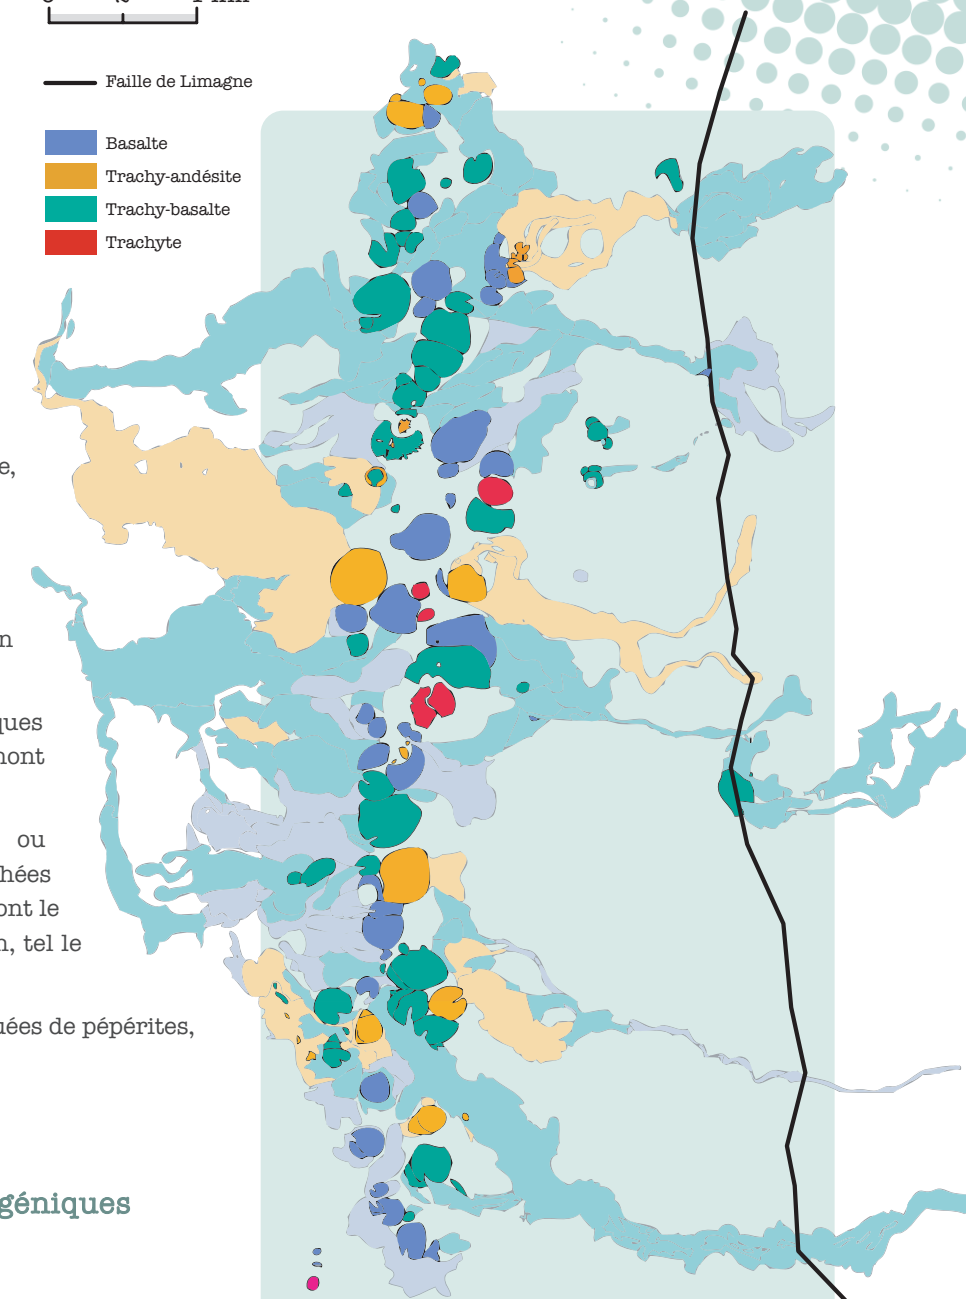 Faille de Limagne
Basalte
Trachy-andésite
Trachy-basalte
Trachyte
e,
n
ques
mont
ou
hées
ont le
n, tel le
uées de pépérites,
géniques